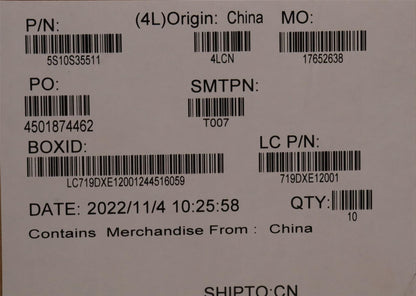 P/N: (4L)Origin: China MO:
5S10S35511 4LCN 17652638
PO: SMTPN:
4501874462 T007
BOXID: LC P/N:
LC719DXE12001244516059 719DXE12001
DATE: 2022/11/4 10:25:58 QTY:
10
Contains Merchandise From : China
SHIPTO:CN